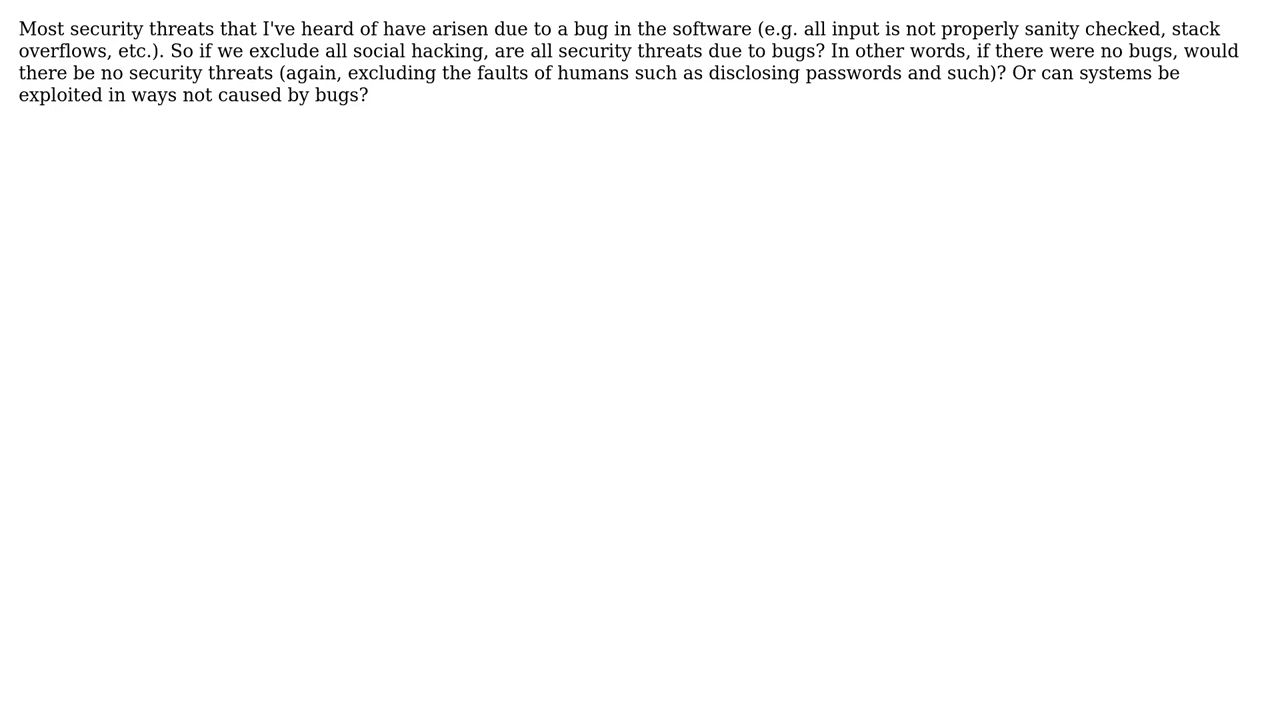 Most security threats that I've heard of have arisen due to a bug in the software (e.g. all input is not properly sanity checked, stack
overflows, etc.). So if we exclude all social hacking, are all security threats due to bugs? In other words, if there were no bugs, would
there be no security threats (again, excluding the faults of humans such as disclosing passwords and such)? Or can systems be
exploited in ways not caused by bugs?